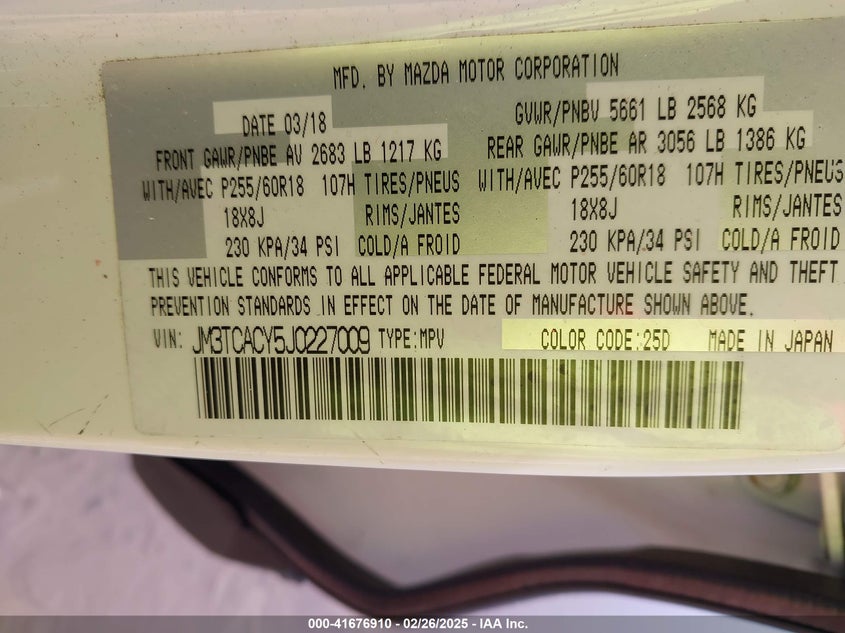 MFD. BY MAZDA MOTOR CORPORATION
DATE 03/18 GVWR/PNBV 5661 LB 2568 KG
FRONT GAWR/PNBE AV 2683 LB 1217 KG REAR GAWR/PNBE AR 3056 LB 1386 KG
WITH/AVEC P255/60R18 107H TIRES/PNEUS WITH/AVEC P255/60R18 107H TIRES/PNEUS
18X8J RIMS/JANTES 18X8J RIMS/JANTES
230 KPA/34 PSI COLD/A FROID 230 KPA/34 PSI COLD/A FROID
THIS VEHICLE CONFORMS TO ALL APPLICABLE FEDERAL MOTOR VEHICLE SAFETY AND THEFT
PREVENTION STANDARDS IN EFFECT ON THE DATE OF MANUFACTURE SHOWN ABOVE.
VIN: JM3TCACY5J0227009 TYPE:MPV COLOR CODE:25D MADE IN JAPAN
000-41676910 - 02/26/2025 - IAA Inc.